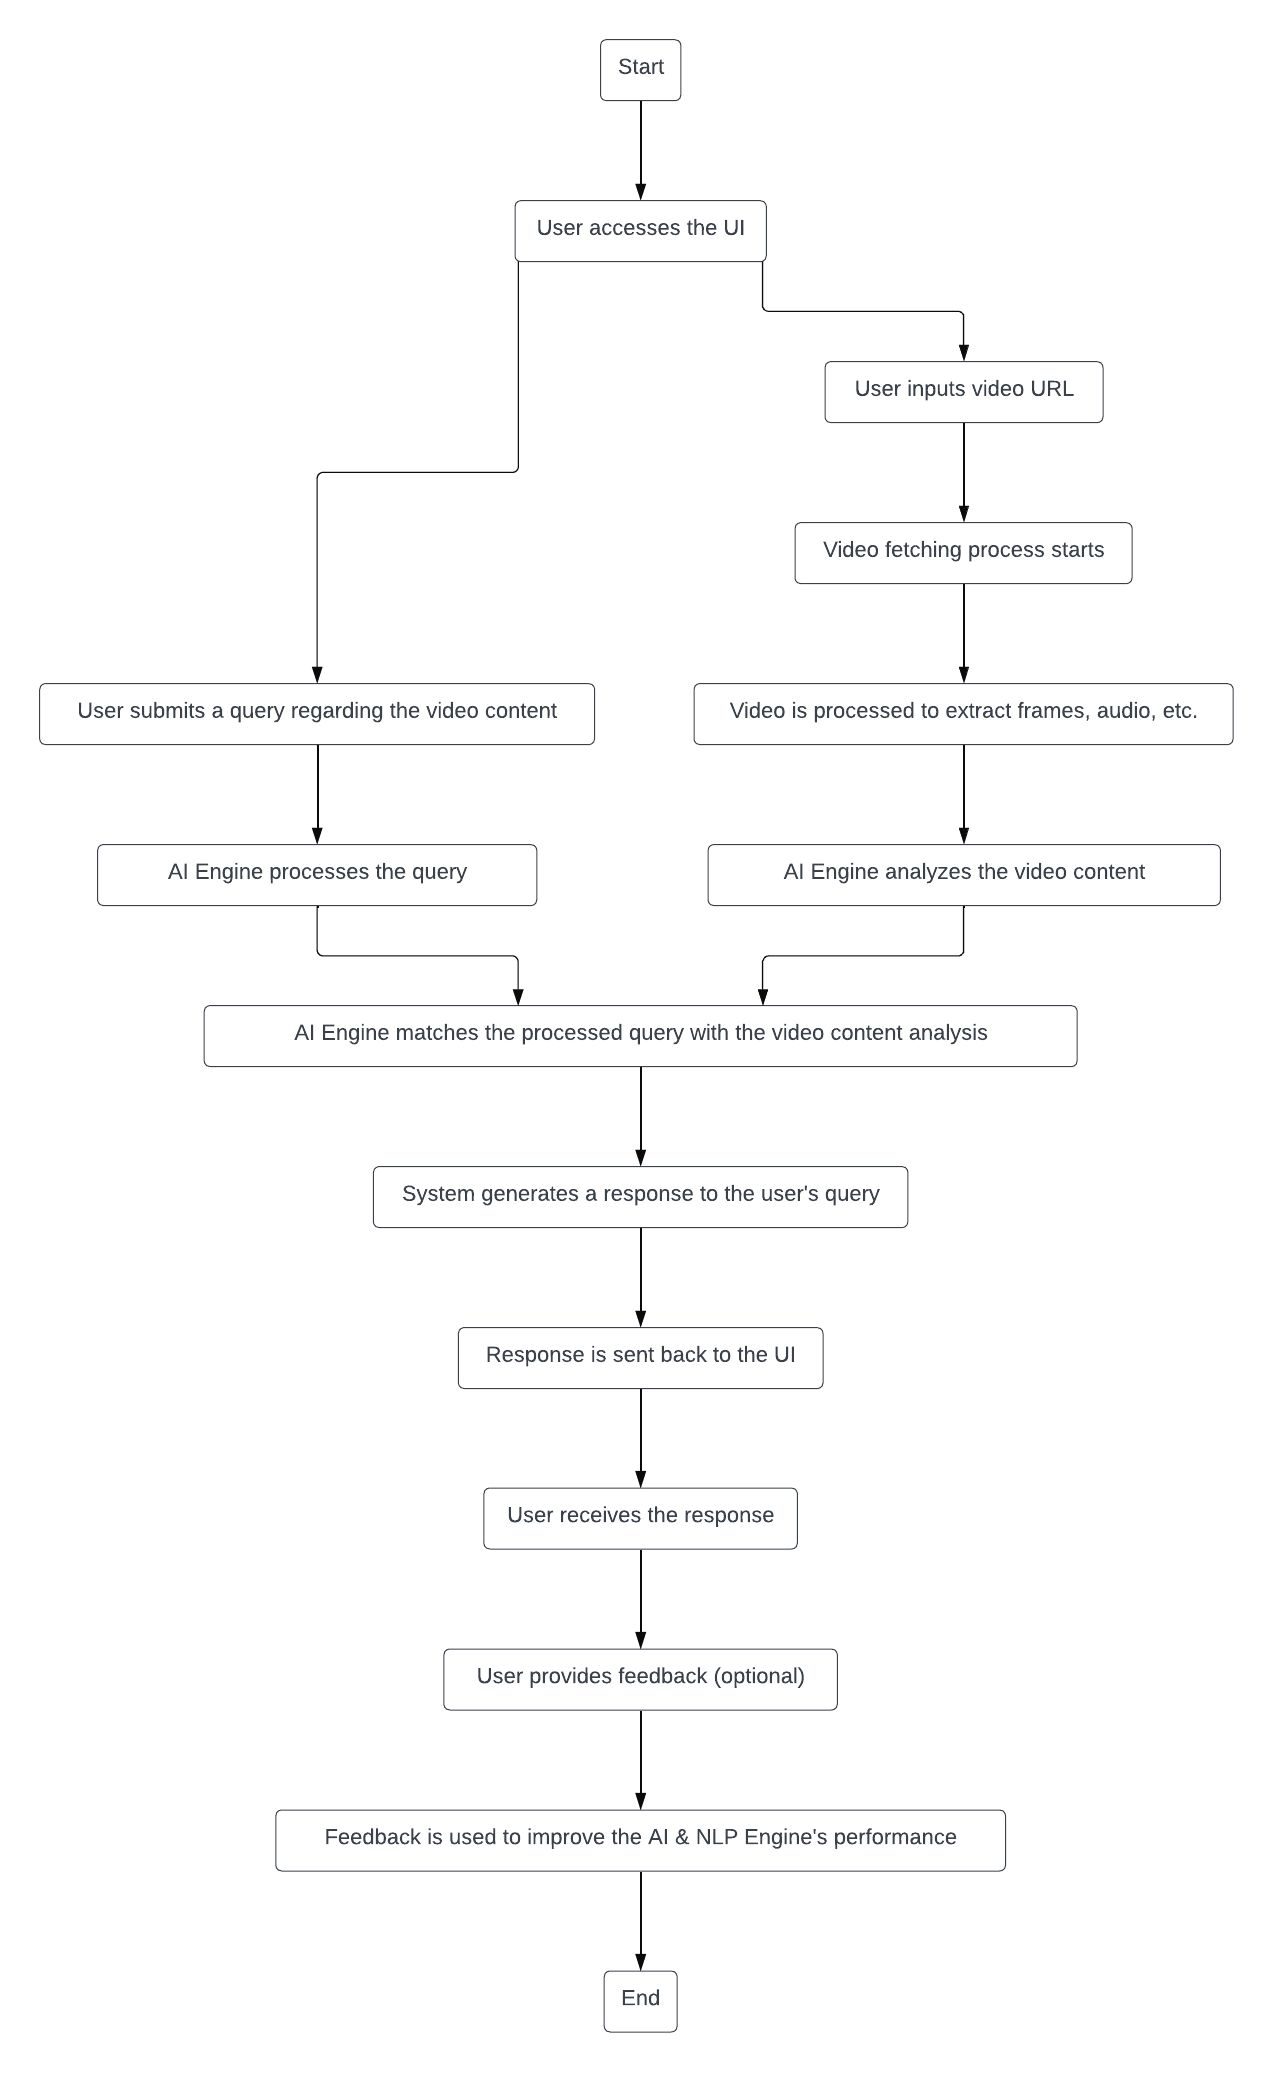 Start
User accesses the UI
User inputs video URL
Video fetching process starts
User submits a query regarding the video content
Video is processed to extract frames, audio, etc.
AI Engine processes the query
AI Engine analyzes the video content
AI Engine matches the processed query with the video content analysis
System generates a response to the user's query
Response is sent back to the UI
User receives the response
User provides feedback (optional)
Feedback is used to improve the AI & NLP Engine's performance
End